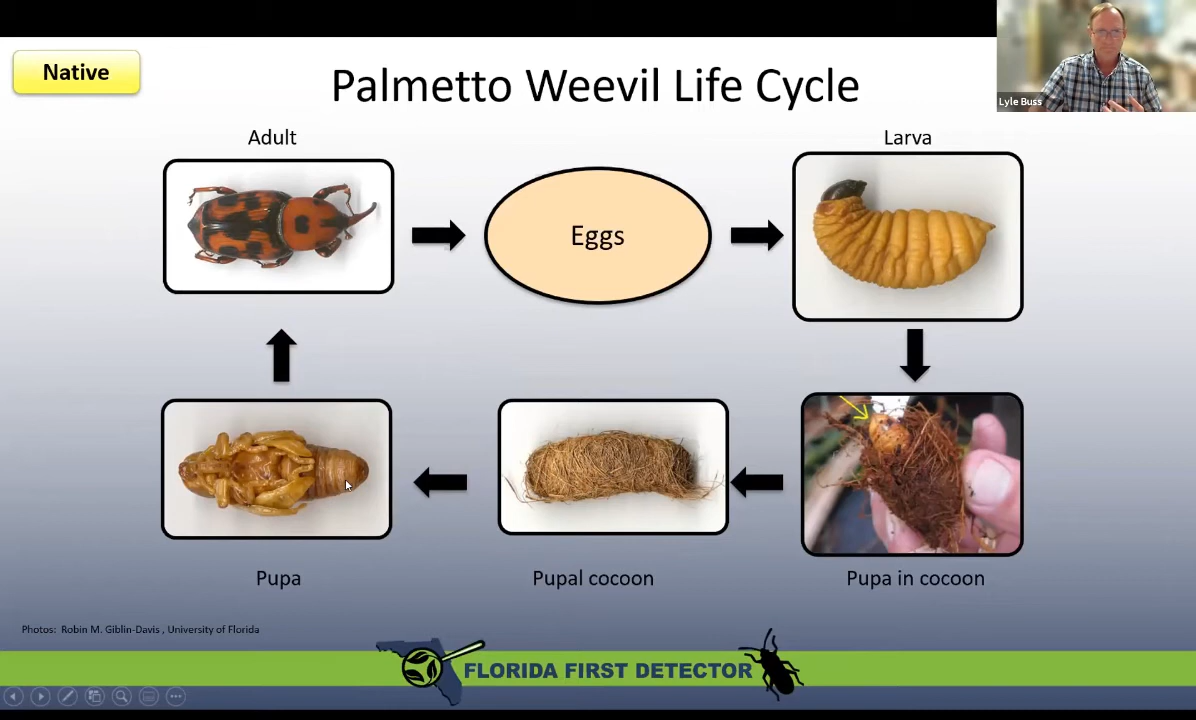 Native
Palmetto Weevil Life Cycle
Lyle Buss
Adult
Larva
Eggs
Pupa
Pupal cocoon
Pupa in cocoon
Photos: Robin M. Giblin-Davis , University of Florida
FLORIDA FIRST DETECTOR